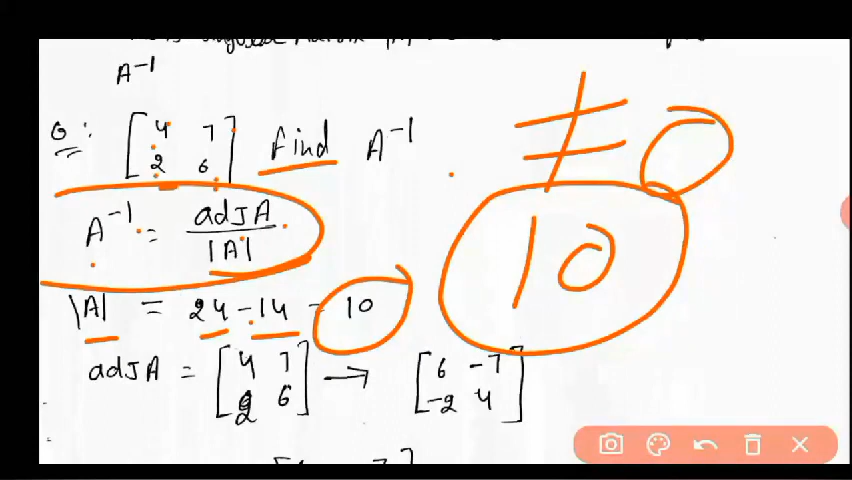 A⁻¹
Q: [4 7 2 6] find A⁻¹
≠ 0
A⁻¹ = adJA / |A|
10
|A| = 24 - 14 = 10
adJA = [4 7 2 6] → [6 -7 -2 4]